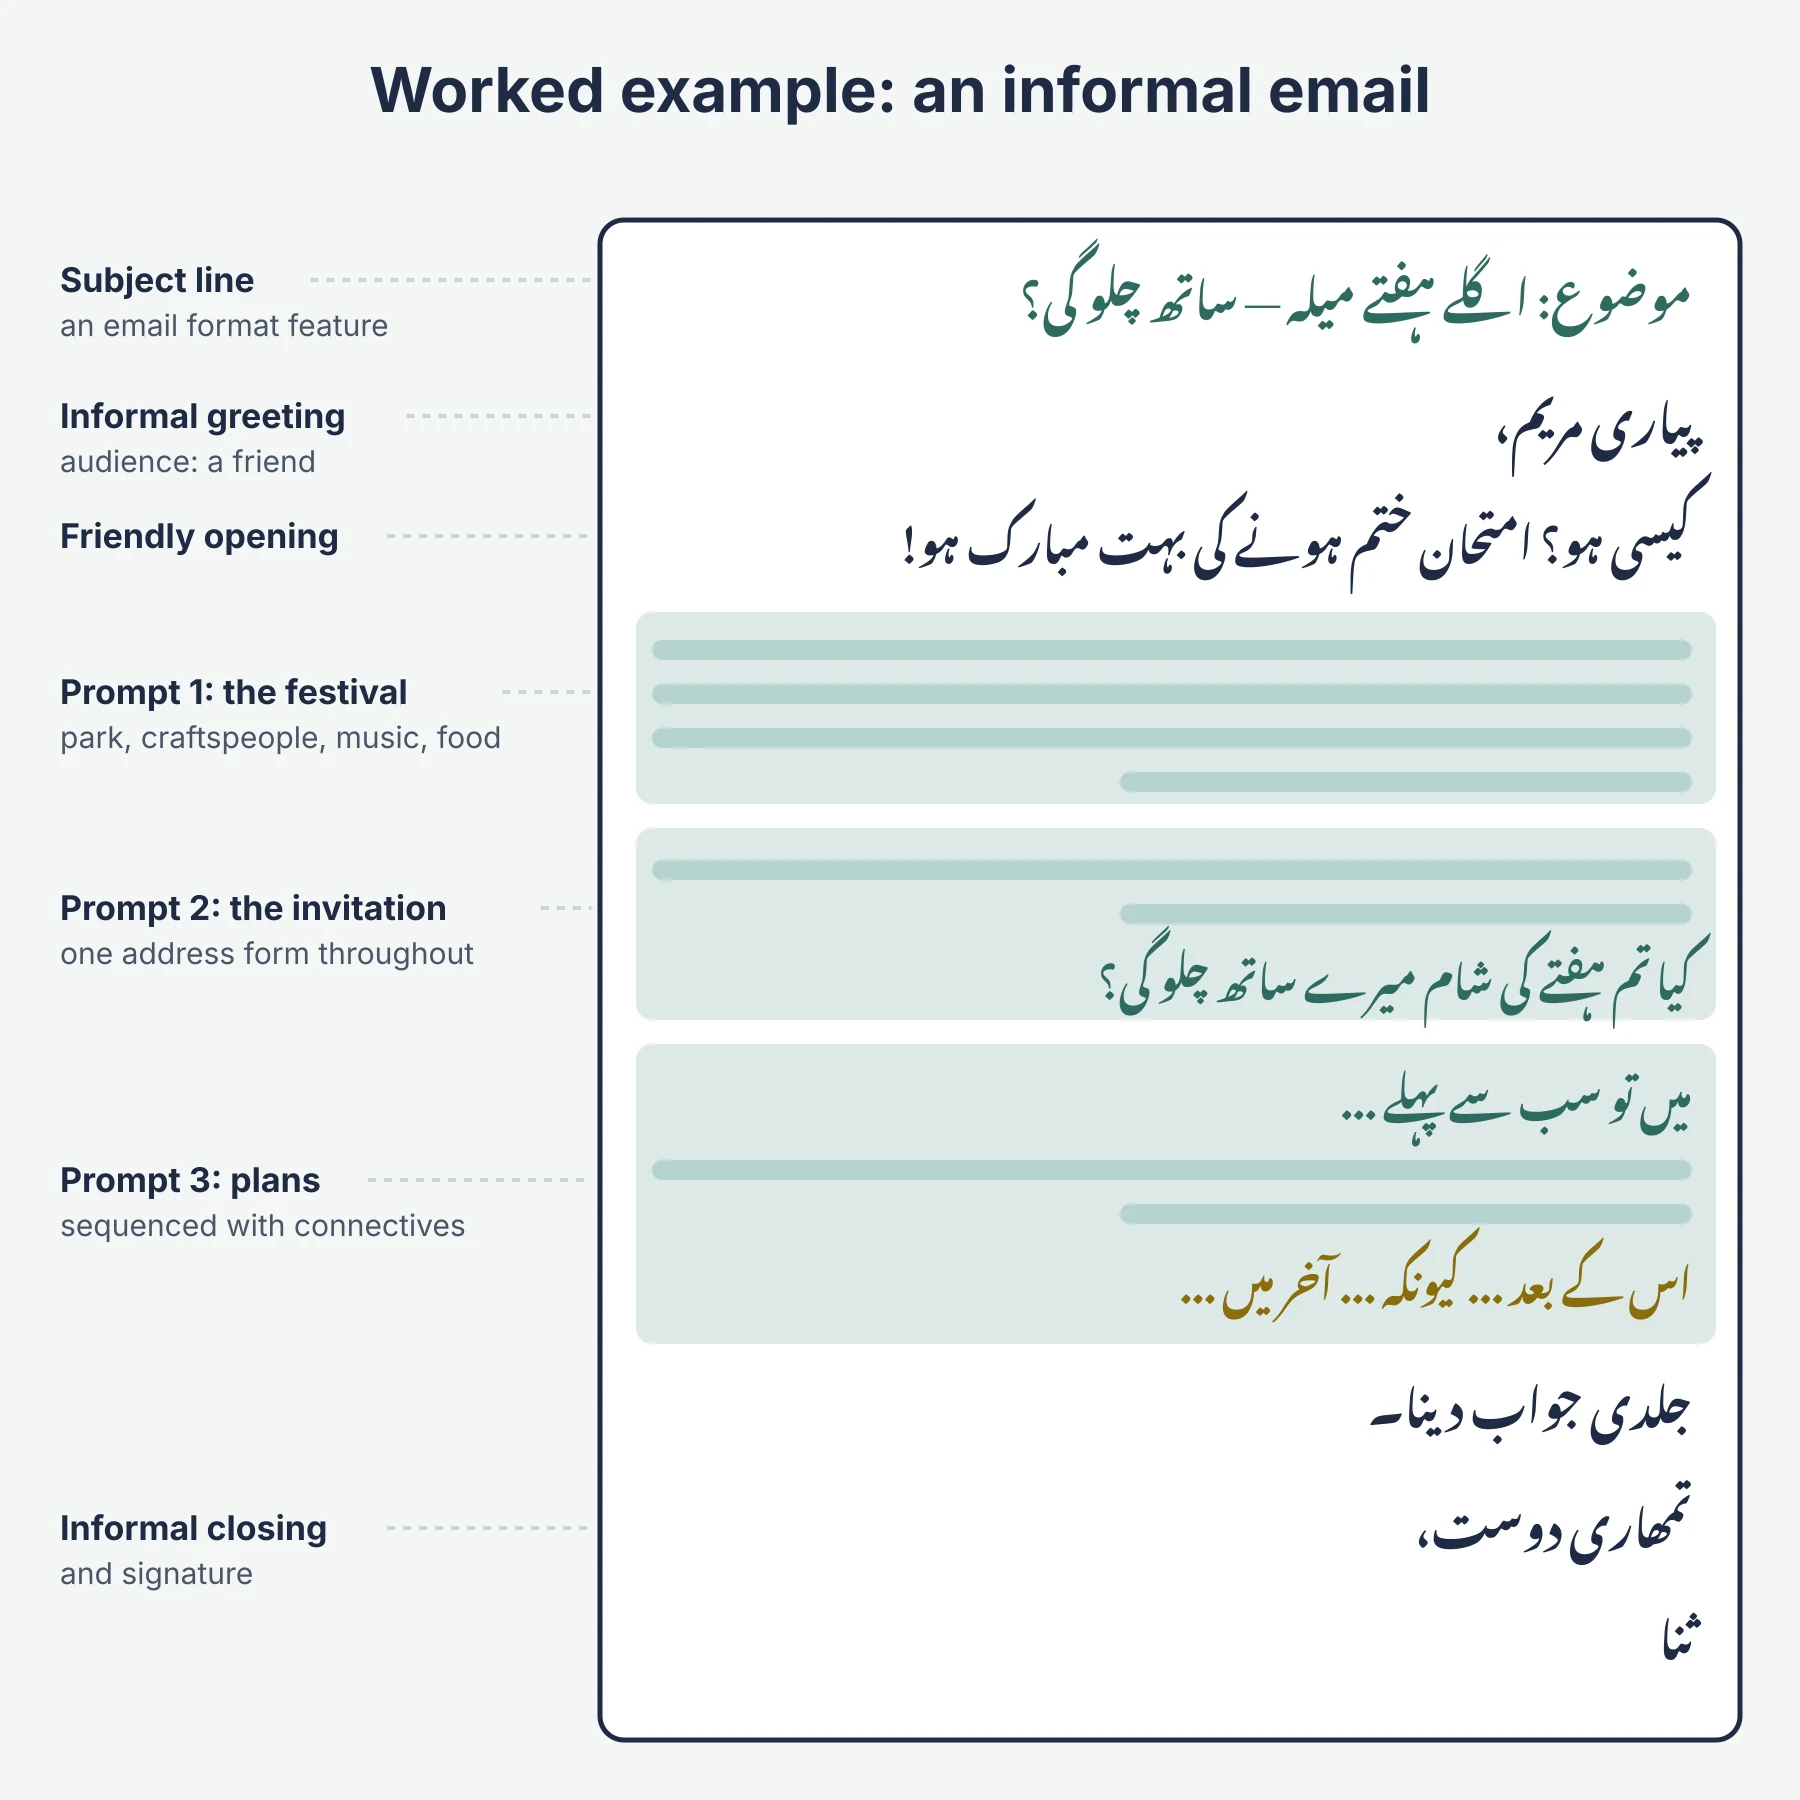 Worked example: an informal email
Subject line
an email format feature
موضوع: اگلے ہفتے میلہ — ساتھ چلو گی؟
Informal greeting
audience: a friend
پیاری مریم،
Friendly opening
کیسی ہو؟ امتحان ختم ہونے کی بہت مبارک ہو!
Prompt 1: the festival
park, craftspeople, music, food
Prompt 2: the invitation
one address form throughout
کیا تم ہفتے کی شام میرے ساتھ چلو گی؟
Prompt 3: plans
sequenced with connectives
میں تو سب سے پہلے...
اس کے بعد... کیونکہ... آخر میں...
جلدی جواب دینا۔
Informal closing
and signature
تمھاری دوست،
ثنا